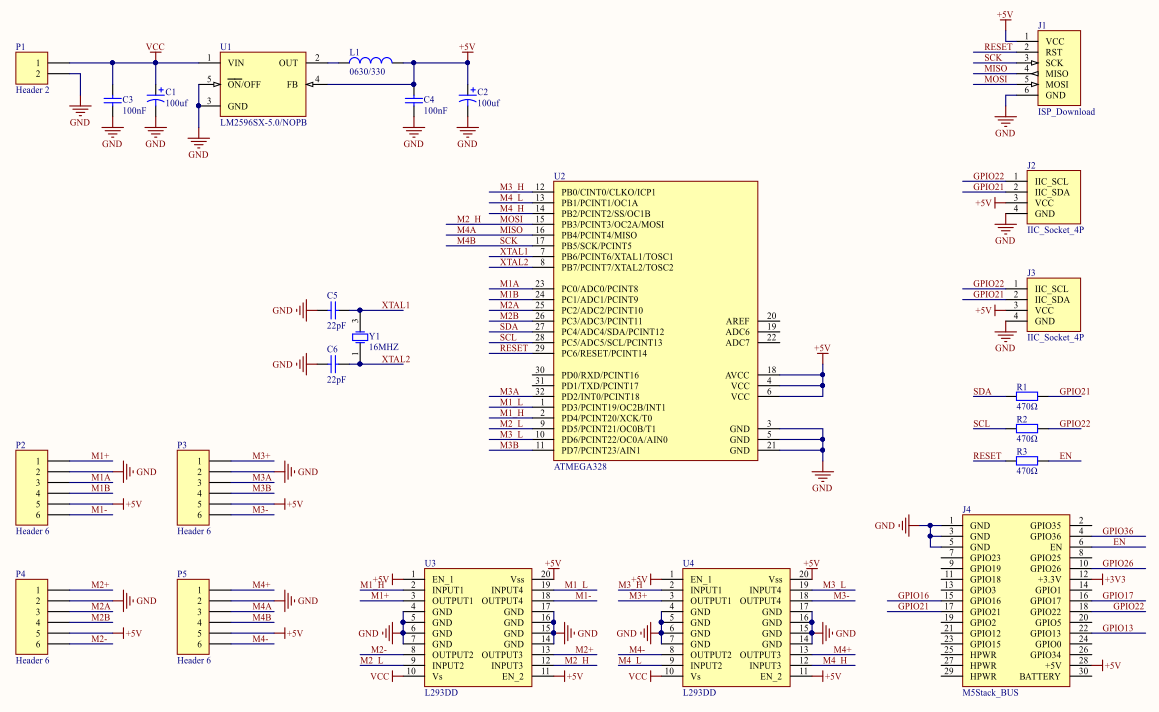 P1
1
2
Header 2
GND
VCC
C3
100nF
GND
C1
100uf
GND
U1
1 VIN OUT 2
5 ON/OFF FB 4
3 GND
LM2596SX-5.0/NOPB
GND
L1
0630/330
+5V
C4
100nF
GND
C2
100uf
GND
+5V
J1
1 VCC
RESET 2 RST
SCK 3 SCK
MISO 4 MISO
MOSI 5 MOSI
6 GND
ISP_Download
GND
J2
GPIO22 1 IIC_SCL
GPIO21 2 IIC_SDA
+5V 3 VCC
4 GND
IIC_Socket_4P
GND
J3
GPIO22 1 IIC_SCL
GPIO21 2 IIC_SDA
+5V 3 VCC
4 GND
IIC_Socket_4P
GND
U2
M3_H 12 PB0/CINT0/CLKO/ICP1
M4_L 13 PB1/PCINT1/OC1A
M4_H 14 PB2/PCINT2/SS/OC1B
M2_H MOSI 15 PB3/PCINT3/OC2A/MOSI
M4A MISO 16 PB4/PCINT4/MISO
M4B SCK 17 PB5/SCK/PCINT5
XTAL1 7 PB6/PCINT6/XTAL1/TOSC1
XTAL2 8 PB7/PCINT7/XTAL2/TOSC2
M1A 23 PC0/ADC0/PCINT8
M1B 24 PC1/ADC1/PCINT9
M2A 25 PC2/ADC2/PCINT10
M2B 26 PC3/ADC3/PCINT11 AREF 20
SDA 27 PC4/ADC4/SDA/PCINT12 ADC6 19
SCL 28 PC5/ADC5/SCL/PCINT13 ADC7 22
RESET 29 PC6/RESET/PCINT14
+5V
30 PD0/RXD/PCINT16 AVCC 18
31 PD1/TXD/PCINT17 VCC 4
M3A 32 PD2/INT0/PCINT18 VCC 6
M1_L 1 PD3/PCINT19/OC2B/INT1
M1_H 2 PD4/PCINT20/XCK/T0
M2_L 9 PD5/PCINT21/OC0B/T1 GND 3
M3_L 10 PD6/PCINT22/OC0A/AIN0 GND 5
M3B 11 PD7/PCINT23/AIN1 GND 21
ATMEGA328
GND
C5
GND XTAL1
22pF
3
Y1
16MHZ
1
C6
GND XTAL2
22pF
R1
SDA GPIO21
470Ω
R2
SCL GPIO22
470Ω
R3
RESET EN
470Ω
P2
1 M1+
2 GND
3 M1A
4 M1B
5 +5V
6 M1-
Header 6
P3
1 M3+
2 GND
3 M3A
4 M3B
5 +5V
6 M3-
Header 6
P4
1 M2+
2 GND
3 M2A
4 M2B
5 +5V
6 M2-
Header 6
P5
1 M4+
2 GND
3 M4A
4 M4B
5 +5V
6 M4-
Header 6
U3
+5V 1 EN_1 Vss 20 +5V
M1_H 2 INPUT1 INPUT4 19 M1_L
M1+ 3 OUTPUT1 OUTPUT4 18 M1-
4 GND GND 17
5 GND GND 16
GND 6 GND GND 15 GND
7 GND GND 14
M2- 8 OUTPUT2 OUTPUT3 13 M2+
M2_L 9 INPUT2 INPUT3 12 M2_H
VCC 10 Vs EN_2 11 +5V
L293DD
U4
+5V 1 EN_1 Vss 20 +5V
M3_H 2 INPUT1 INPUT4 19 M3_L
M3+ 3 OUTPUT1 OUTPUT4 18 M3-
4 GND GND 17
5 GND GND 16
GND 6 GND GND 15 GND
7 GND GND 14
M4- 8 OUTPUT2 OUTPUT3 13 M4+
M4_L 9 INPUT2 INPUT3 12 M4_H
VCC 10 Vs EN_2 11 +5V
L293DD
J4
GND 1 GND GPIO35 2
3 GND GPIO36 4 GPIO36
5 GND EN 6 EN
7 GPIO23 GPIO25 8
9 GPIO19 GPIO26 10 GPIO26
11 GPIO18 +3.3V 12 +3V3
13 GPIO3 GPIO1 14
GPIO16 15 GPIO16 GPIO17 16 GPIO17
GPIO21 17 GPIO21 GPIO22 18 GPIO22
19 GPIO2 GPIO5 20
21 GPIO12 GPIO13 22 GPIO13
23 GPIO15 GPIO0 24
25 HPWR GPIO34 26
27 HPWR +5V 28 +5V
29 HPWR BATTERY 30
M5Stack_BUS